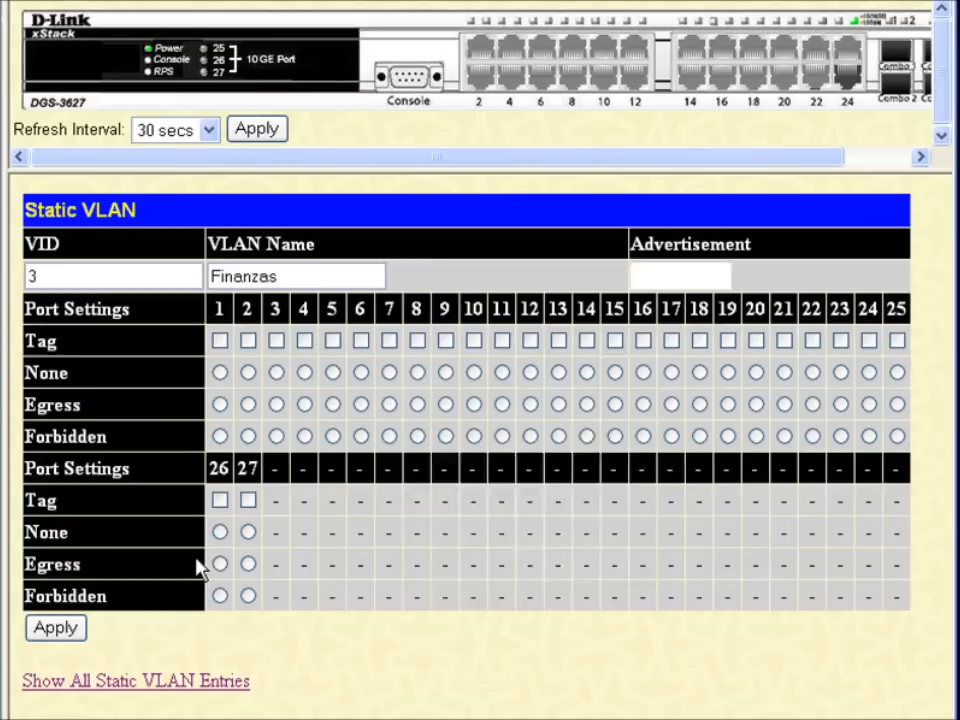 D-Link
xStack
Power 25
Console 26 10 GE Port
RPS 27
DGS-3627
Console 2 4 6 8 10 12 14 16 18 20 22 24 Combo 2
Combo
Refresh Interval: 30 secs Apply
Static VLAN
VID VLAN Name Advertisement
3 Finanzas
Port Settings 1 2 3 4 5 6 7 8 9 10 11 12 13 14 15 16 17 18 19 20 21 22 23 24 25
Tag
None
Egress
Forbidden
Port Settings 26 27 - - - - - - - - - - - - - - - - - - - - - - -
Tag - - - - - - - - - - - - - - - - - - - - - - -
None - - - - - - - - - - - - - - - - - - - - - - -
Egress - - - - - - - - - - - - - - - - - - - - - - -
Forbidden - - - - - - - - - - - - - - - - - - - - - - -
Apply
Show All Static VLAN Entries